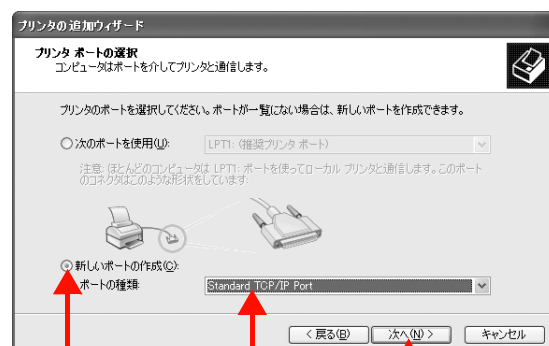 プリンタの追加ウィザード
プリンタ ポートの選択
コンピュータはポートを介してプリンタと通信します。
プリンタのポートを選択してください。ポートが一覧にない場合は、新しいポートを作成できます。
次のポートを使用(U):
LPT1: (推奨プリンタ ポート)
注意: ほとんどのコンピュータは LPT1: ポートを使ってローカル プリンタと通信します。このポート
のコネクタはこのような形状をしています:
新しいポートの作成(C):
ポートの種類:
Standard TCP/IP Port
< 戻る(B)
次へ(N) >
キャンセル